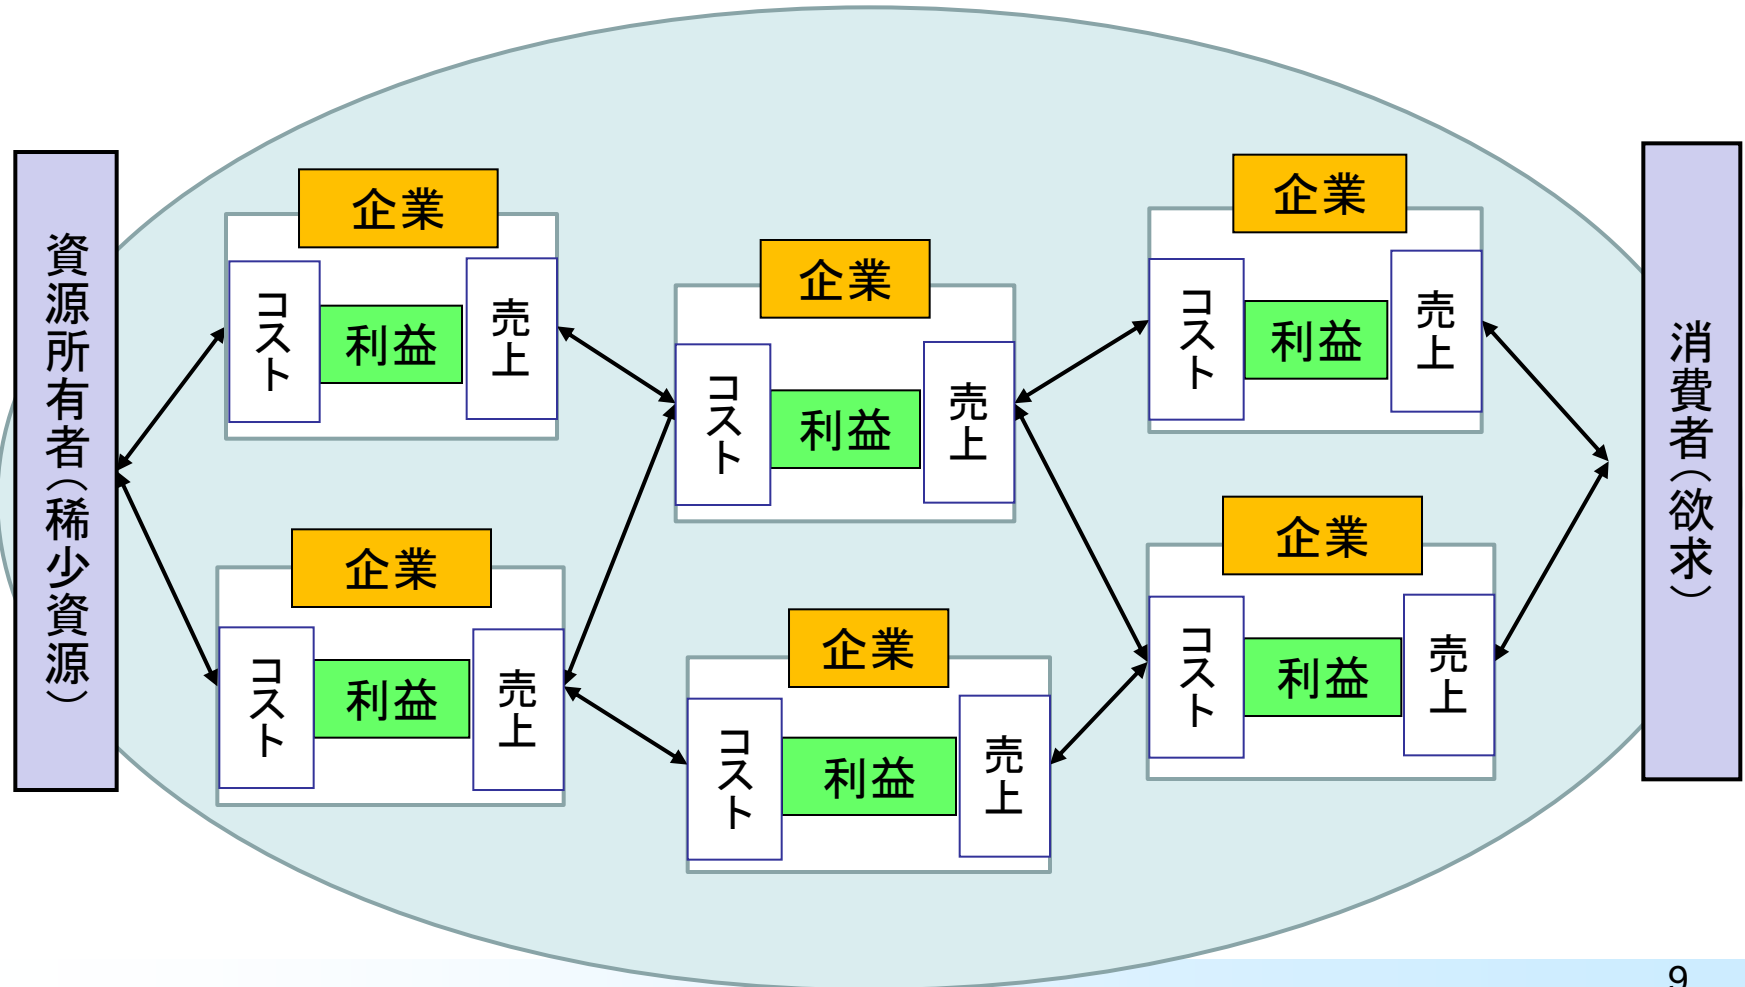 資源所有者（稀少資源）
企業
コスト
利益
売上
企業
コスト
利益
売上
企業
コスト
利益
売上
企業
コスト
利益
売上
企業
コスト
利益
売上
企業
コスト
利益
売上
消費者（欲求）
9